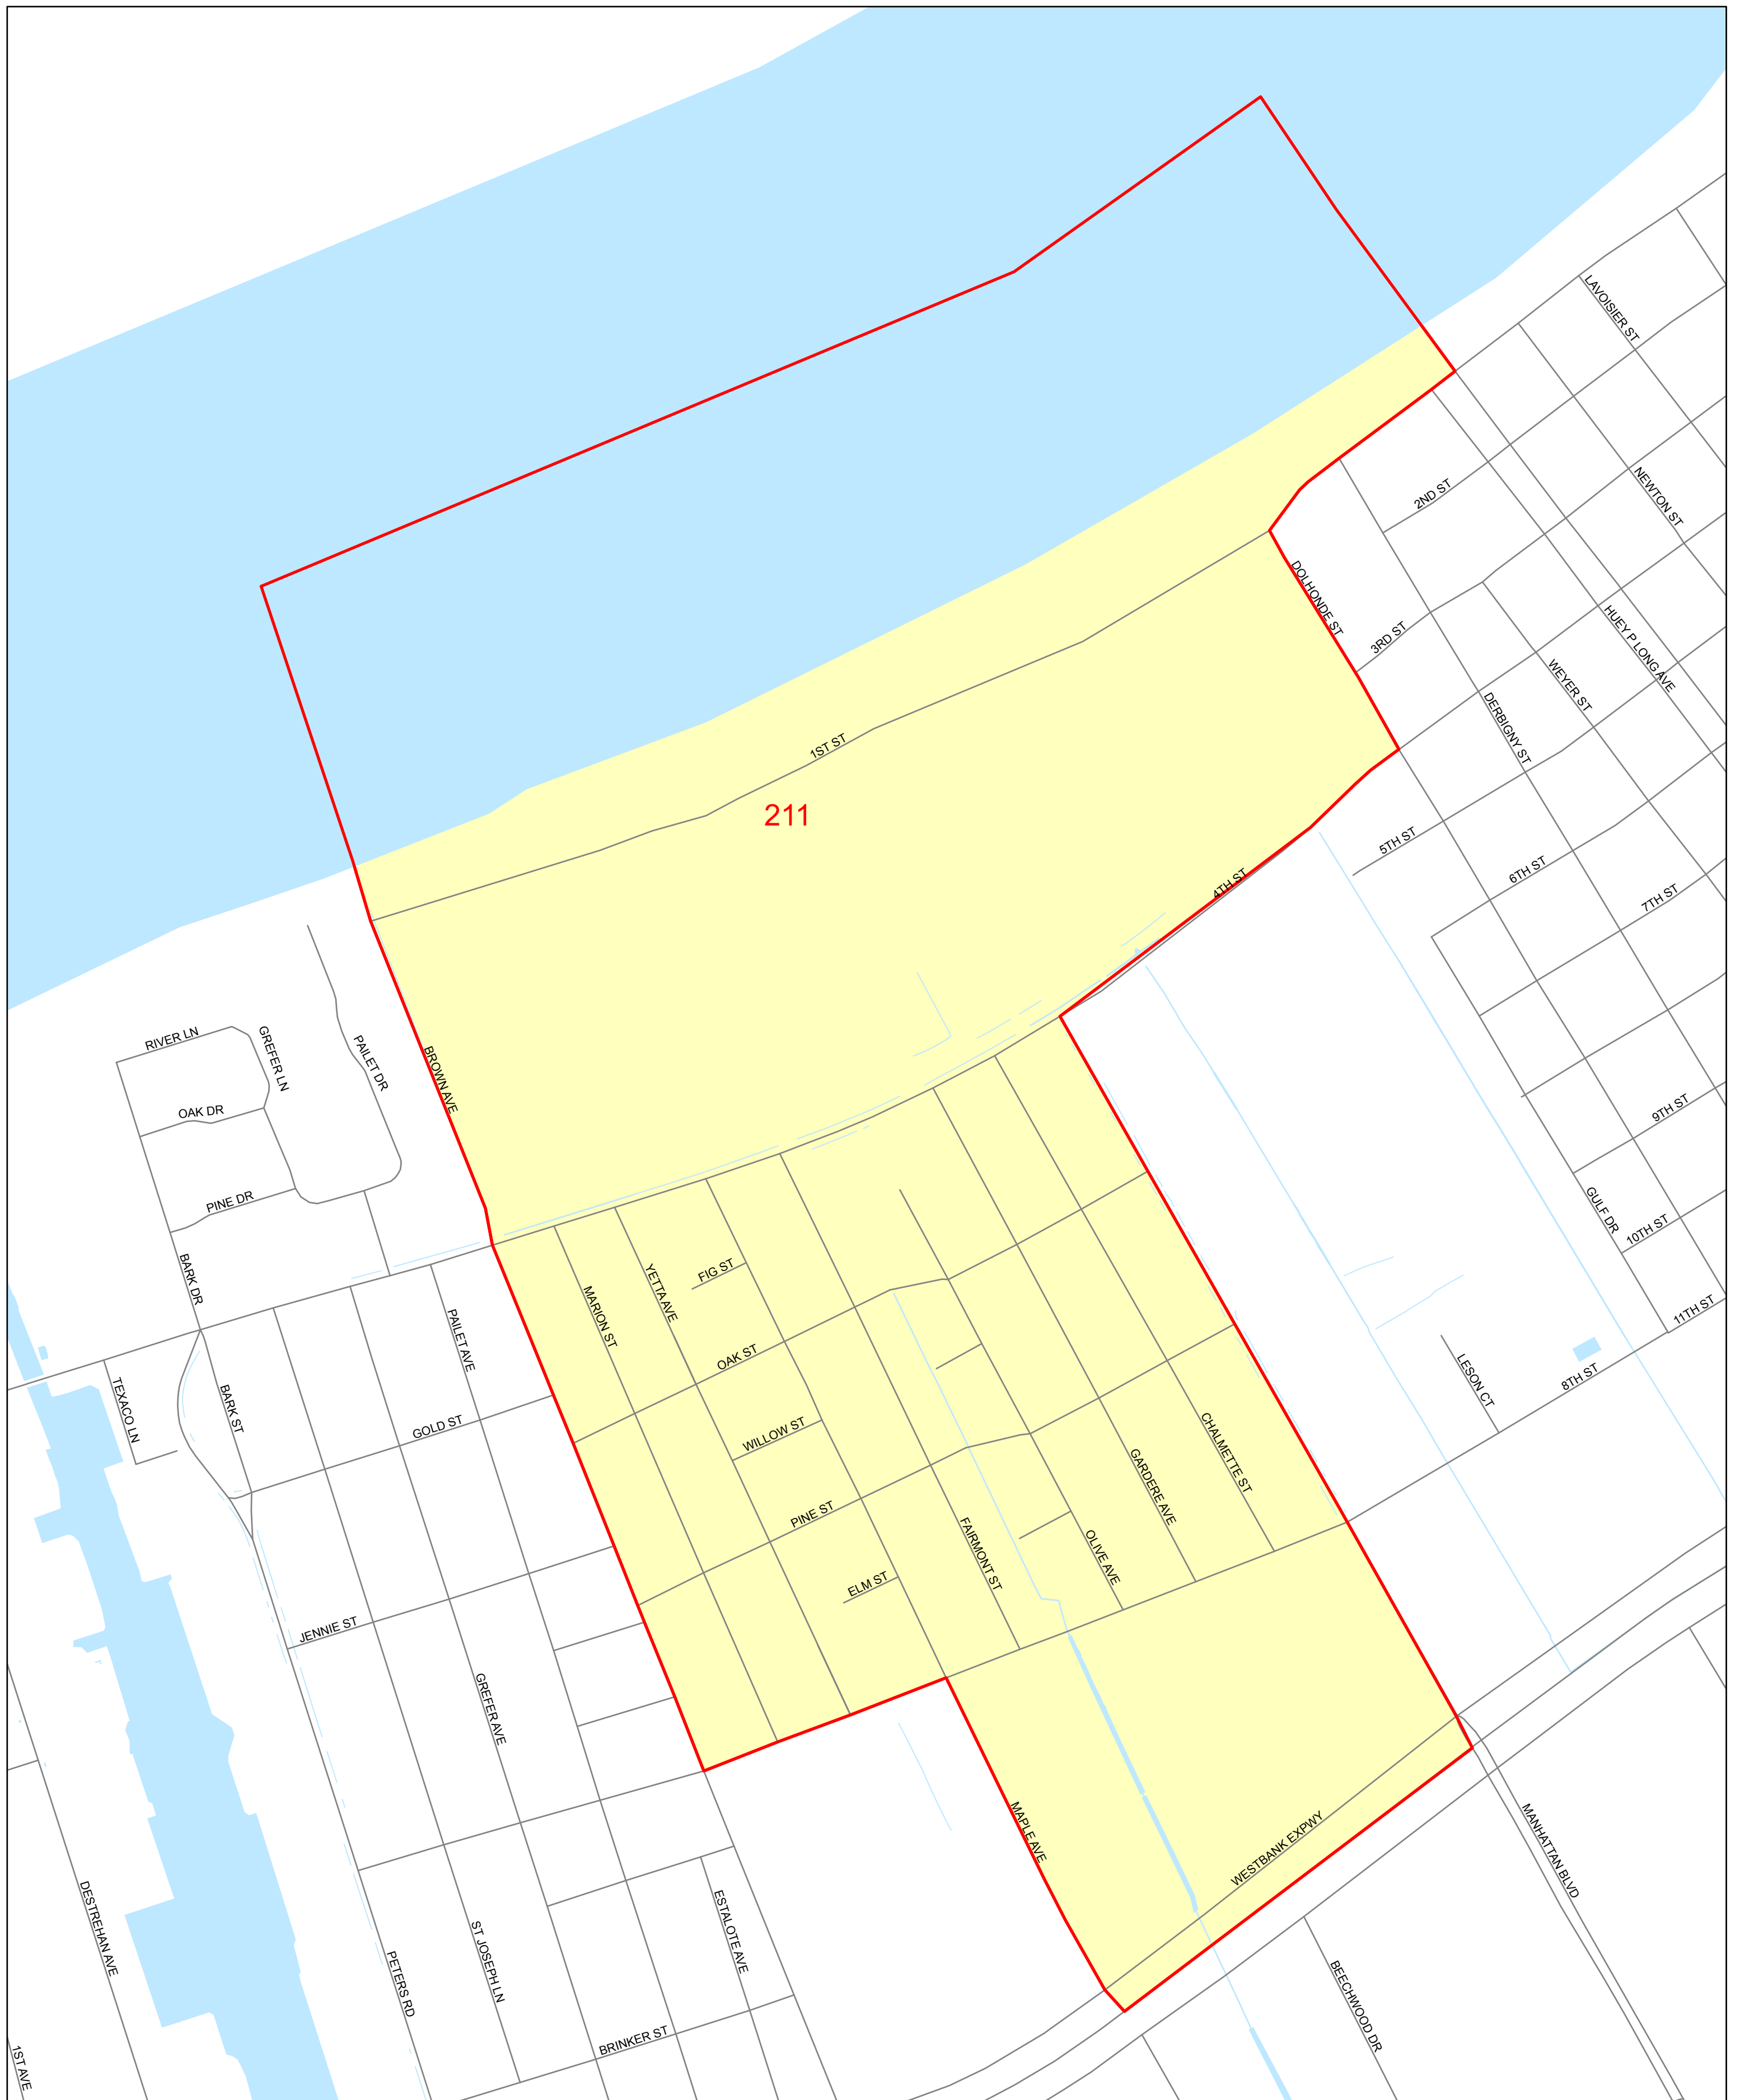 LAVOISIER ST
2ND ST
NEWTON ST
DOLHONDE ST
3RD ST
HUEY P LONG AVE
WEYER ST
DERBIGNY ST
1ST ST
211
5TH ST
6TH ST
4TH ST
7TH ST
RIVER LN
GREFER LN
PAILET DR
BROWN AVE
OAK DR
9TH ST
PINE DR
GULF DR
10TH ST
BARK DR
FIG ST
YETTA AVE
MARION ST
PAILET AVE
11TH ST
OAK ST
LESON CT
8TH ST
TEXACO LN
BARK ST
GOLD ST
WILLOW ST
CHALMETTE ST
GARDERE AVE
PINE ST
FAIRMONT ST
OLIVE AVE
ELM ST
JENNIE ST
GREFER AVE
MAPLE AVE
WESTBANK EXPWY
MANHATTAN BLVD
DESTREHAN AVE
ESTALOTE AVE
ST JOSEPH LN
PETERS RD
BEECHWOOD DR
BRINKER ST
1ST AVE